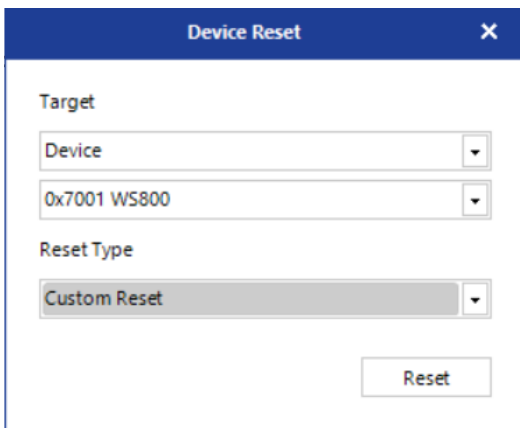 Device Reset
Target
Device
0x7001 WS800
Reset Type
Custom Reset
Reset